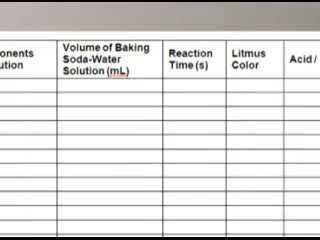 onents
ution
Volume of Baking
Soda-Water
Solution (mL)
Reaction
Time (s)
Litmus
Color
Acid /